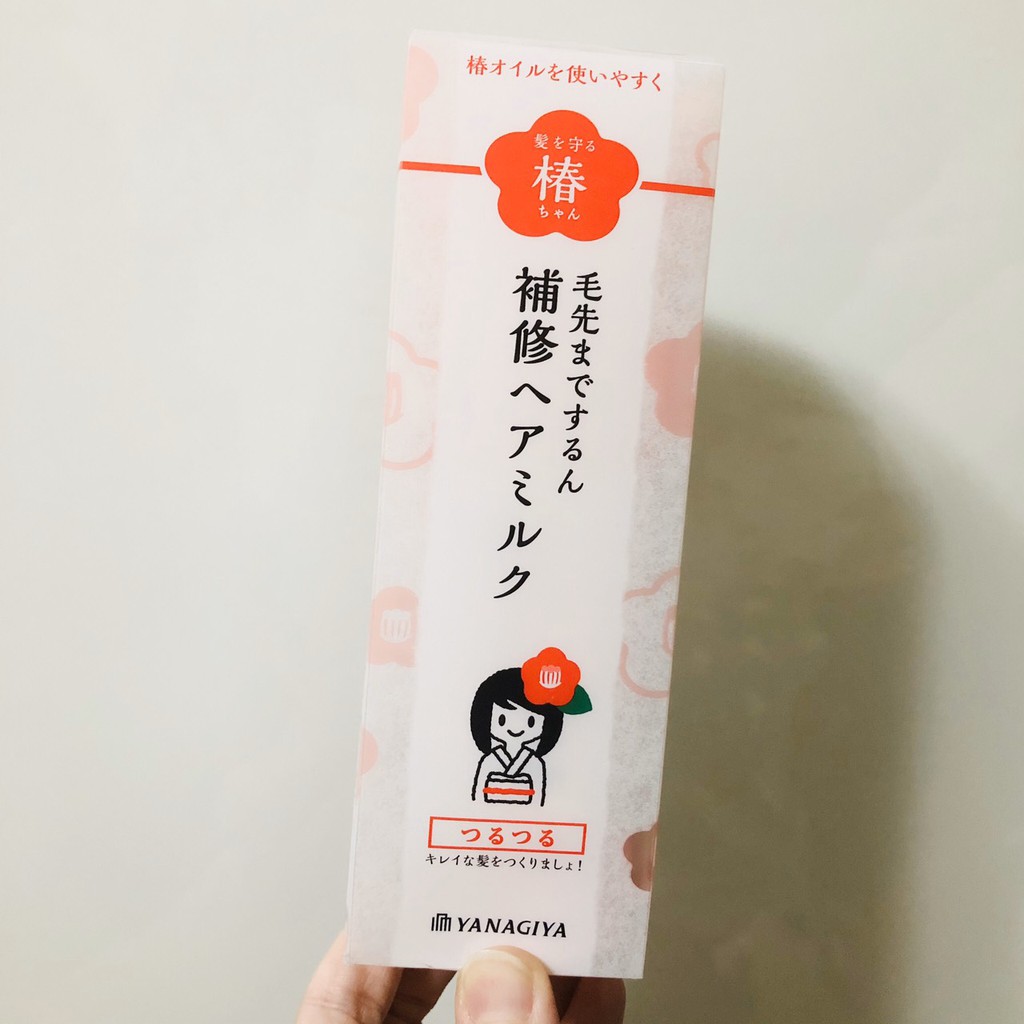 椿オイルを使いやすく
髪を守る
椿
ちゃん
毛先までするん
補修ヘアミルク
つるつる
キレイな髪をつくりましょ!
YANAGIYA